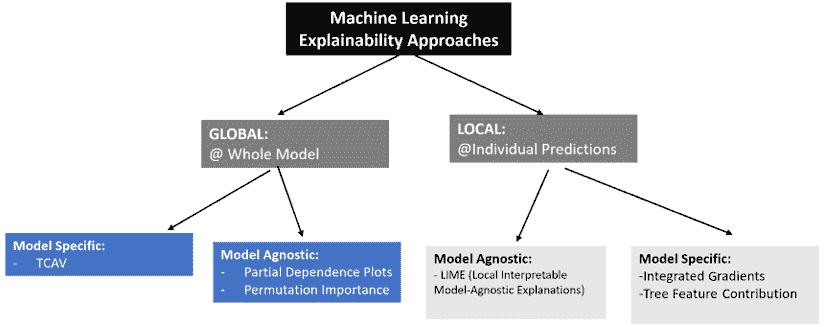 Machine Learning
Explainability Approaches
GLOBAL:
@ Whole Model
LOCAL:
@Individual Predictions
Model Specific:
- TCAV
Model Agnostic:
- Partial Dependence Plots
- Permutation Importance
Model Agnostic:
- LIME (Local Interpretable
Model-Agnostic Explanations)
Model Specific:
-Integrated Gradients
-Tree Feature Contribution